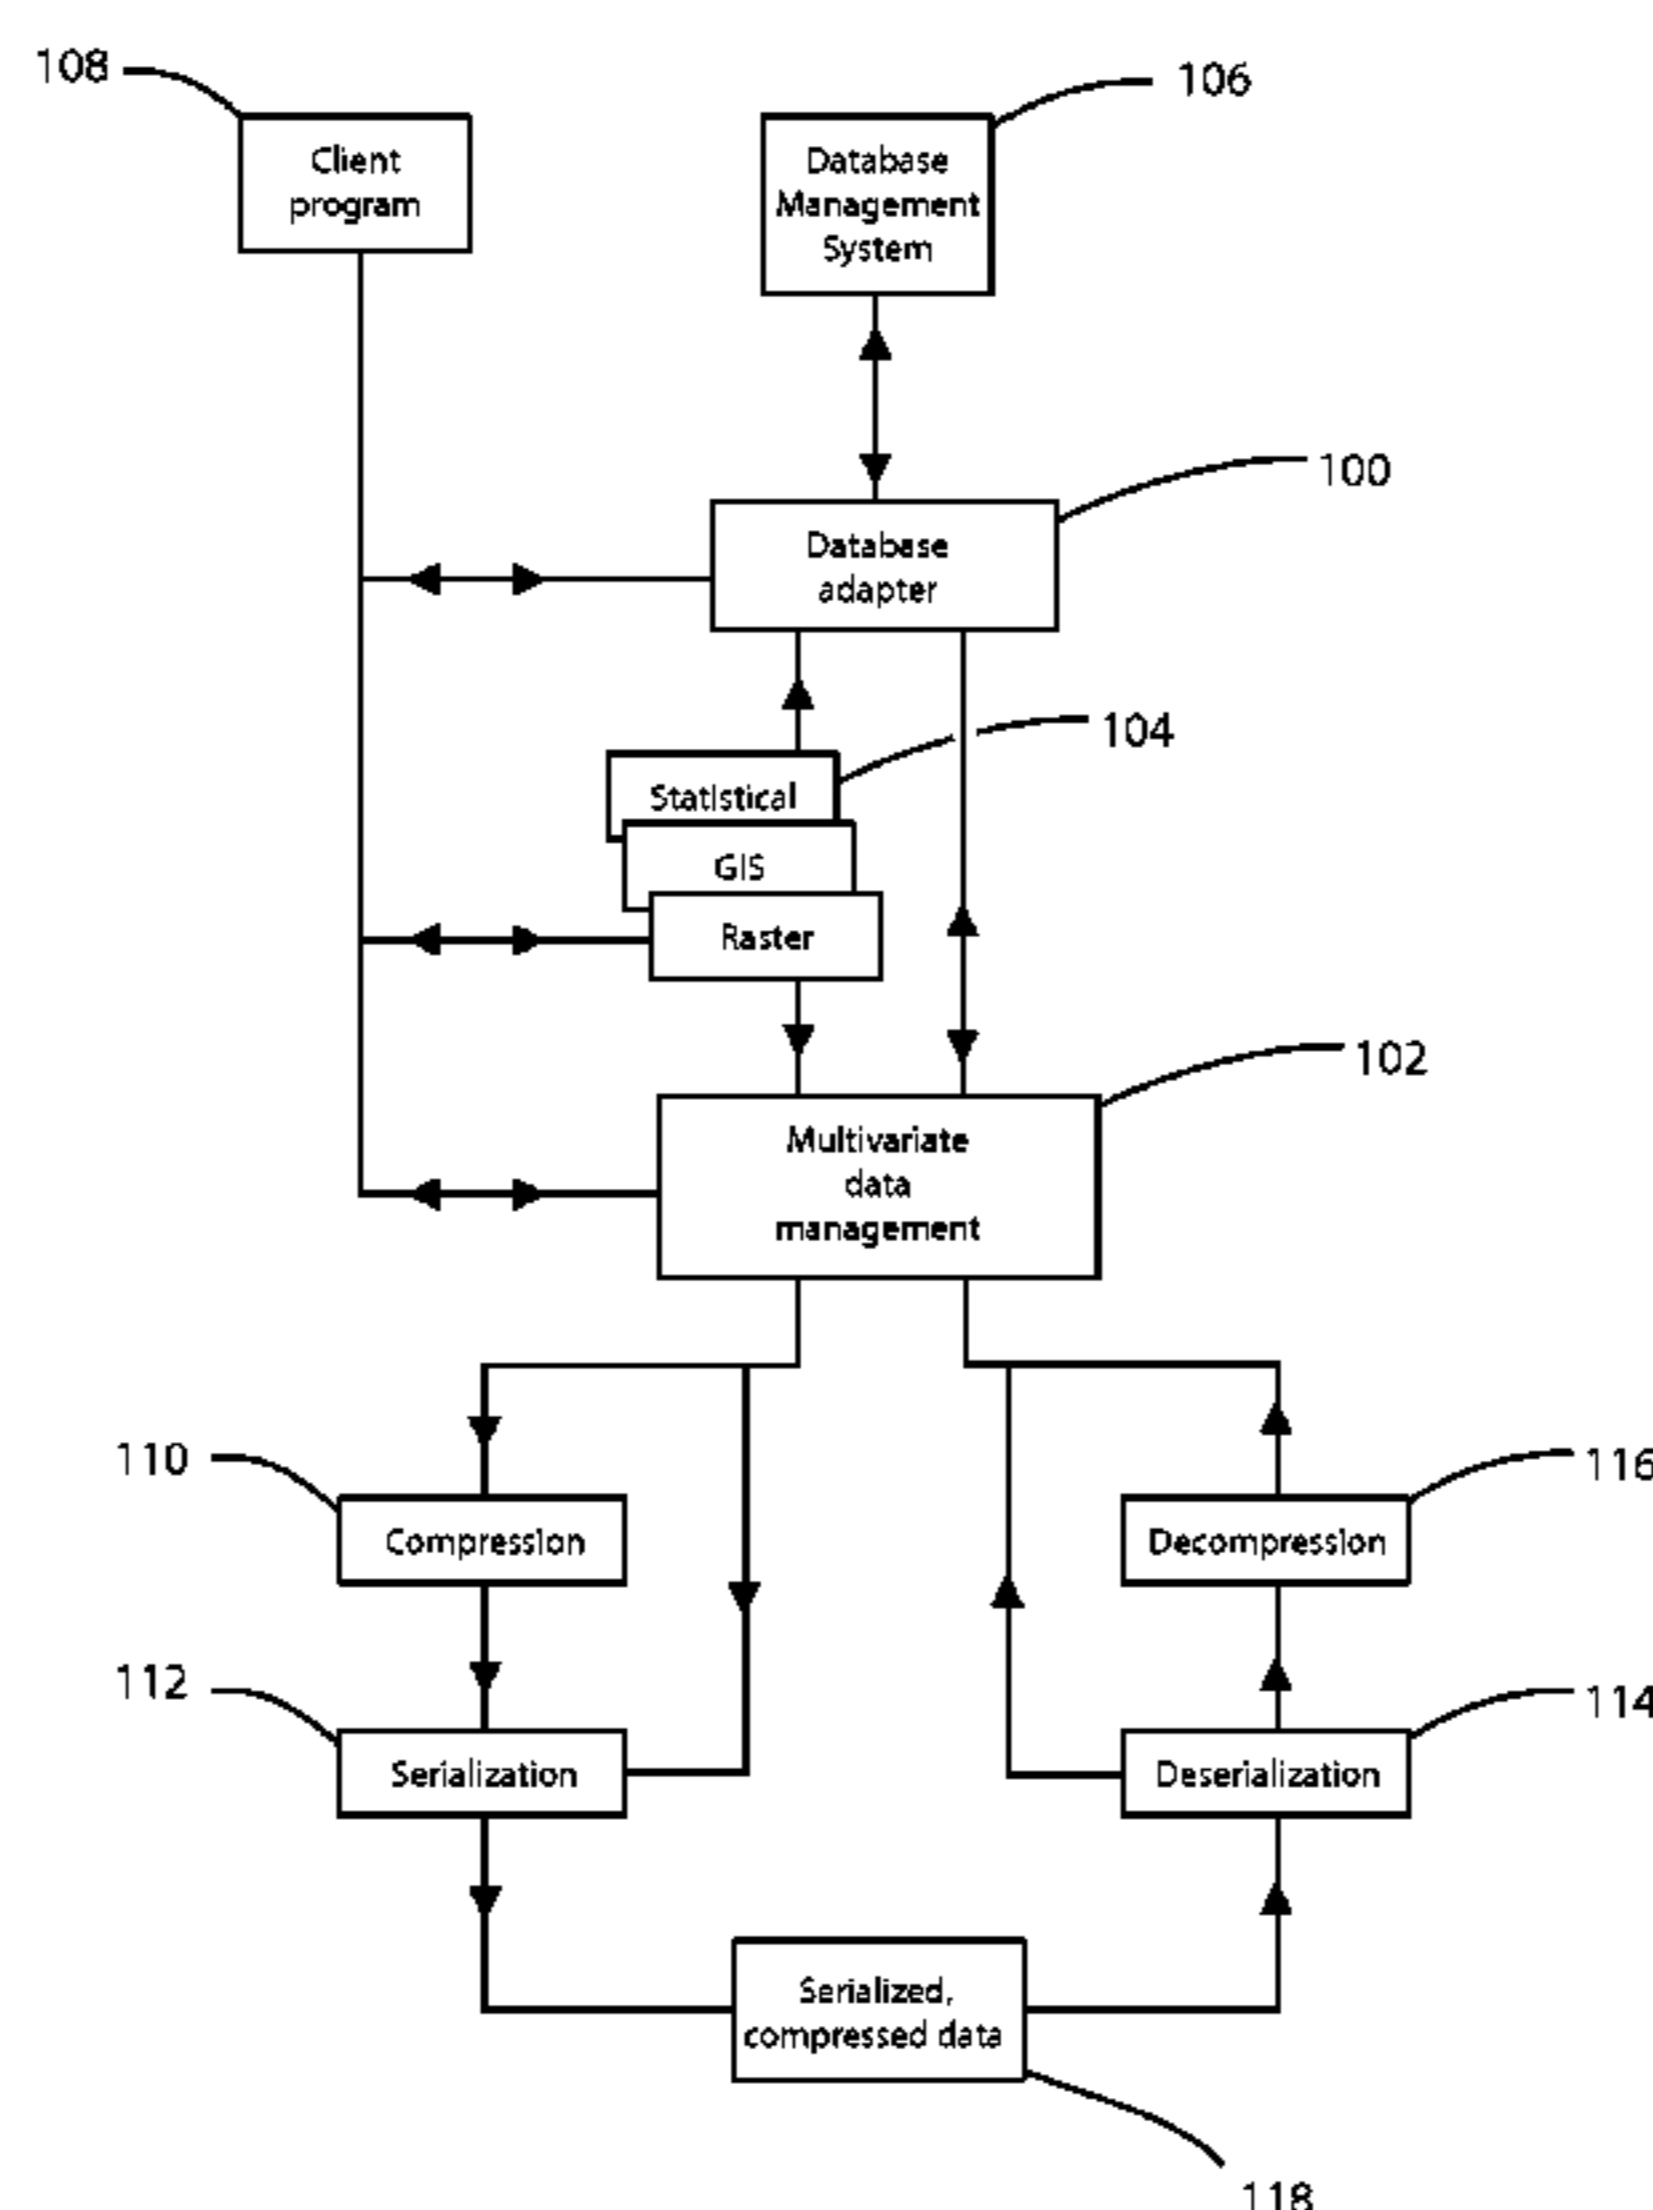 108
106
Client
program
Database
Management
System
100
Database
adapter
104
Statistical
GIS
Raster
102
Multivariate
data
management
110
116
Compression
Decompression
112
114
Serialization
Deserialization
Serialized,
compressed data
118